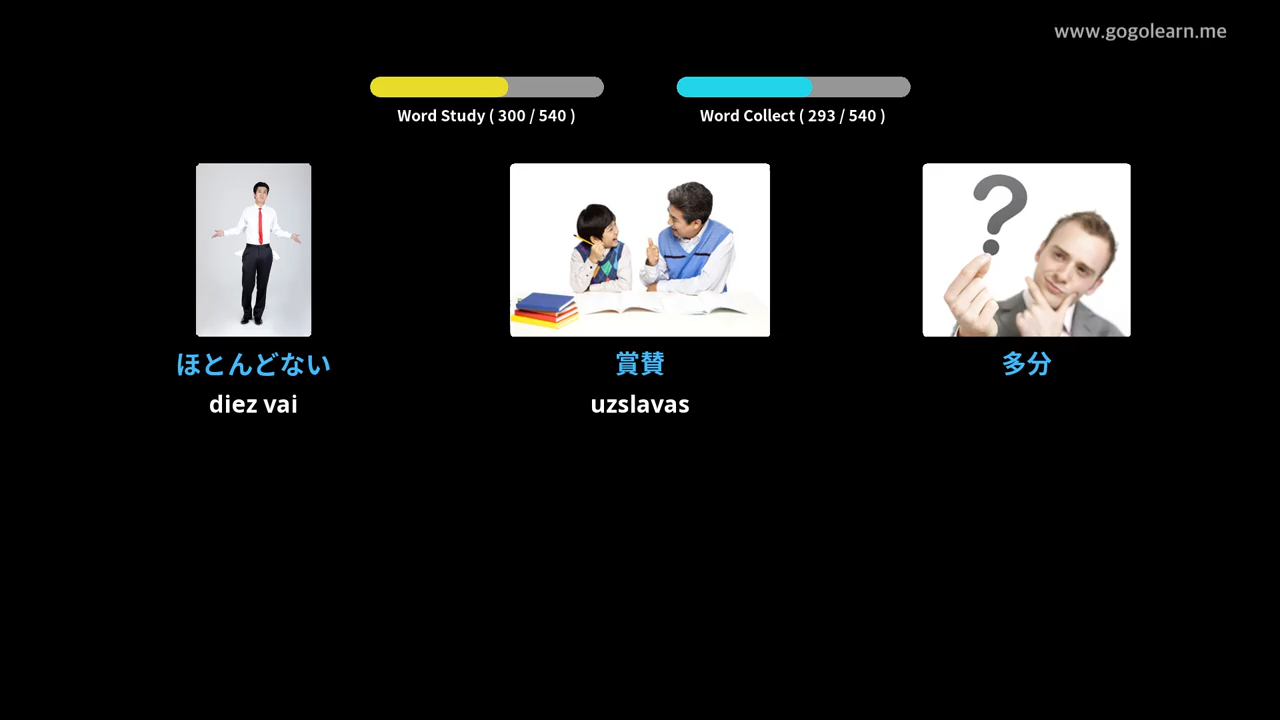 www.gogolearn.me
Word Study ( 300 / 540 )
Word Collect ( 293 / 540 )
ほとんどない
diez vai
賞賛
uzslavas
多分